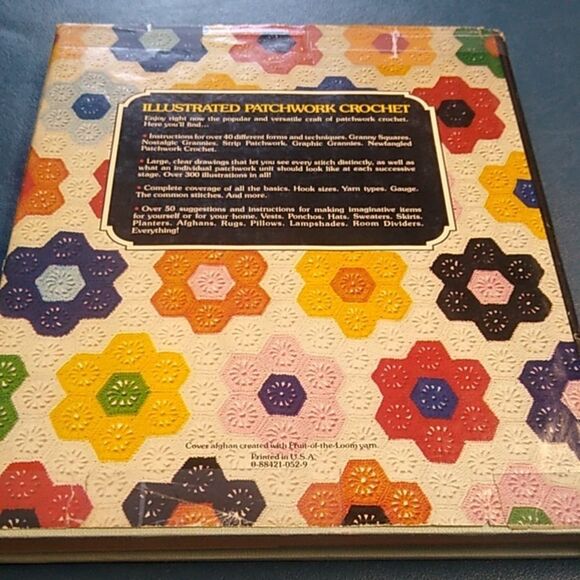 ILLUSTRATED PATCHWORK CROCHET
Enjoy right now the popular and versatile craft of patchwork crochet.
Here you'll find...
• Instructions for over 40 different forms and techniques. Granny Squares.
Nostalgic Grannies. Strip Patchwork. Graphic Grannies. Newfangled
Patchwork Crochet.
• Large, clear drawings that let you see every stitch distinctly, as well as
what an individual patchwork unit should look like at each successive
stage. Over 300 illustrations in all!
• Complete coverage of all the basics. Hook sizes. Yarn types. Gauge.
The common stitches. And more.
• Over 50 suggestions and instructions for making imaginative items
for yourself or for your home. Vests. Ponchos. Hats. Sweaters. Skirts.
Planters. Afghans. Rugs. Pillows. Lampshades. Room Dividers.
Everything!
Cover afghan created with Fruit-of-the-Loom yarn.
Printed in U.S.A.
0-88421-052-9